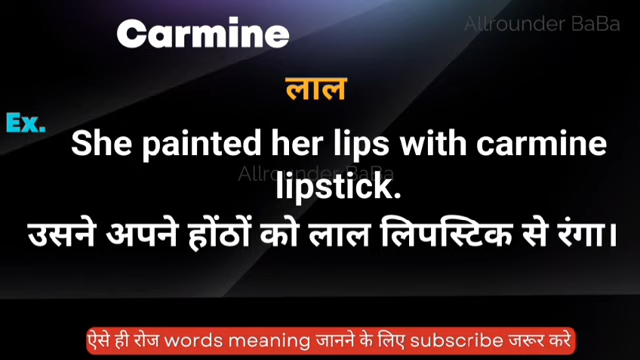 Allrounder BaBa
Carmine
लाल
Ex.
She painted her lips with carmine
Allrounder BaBa
lipstick.
उसने अपने होंठों को लाल लिपस्टिक से रंगा।
ऐसे ही रोज words meaning जानने के लिए subscribe जरूर करे